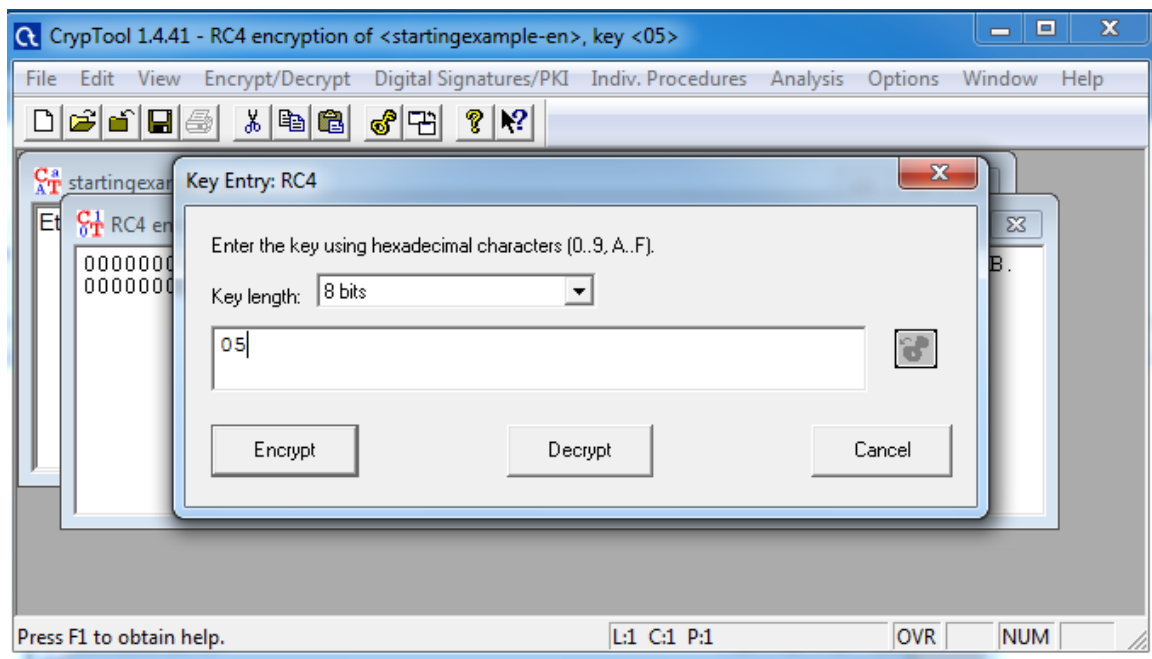 CrypTool 1.4.41 - RC4 encryption of <startingexample-en>, key <05>
File Edit View Encrypt/Decrypt Digital Signatures/PKI Indiv. Procedures Analysis Options Window Help
startingexar
Key Entry: RC4
Et
RC4 en
Enter the key using hexadecimal characters (0..9, A..F).
0000000 B.
0000000
Key length: 8 bits
05
Encrypt Decrypt Cancel
Press F1 to obtain help. L:1 C:1 P:1 OVR NUM